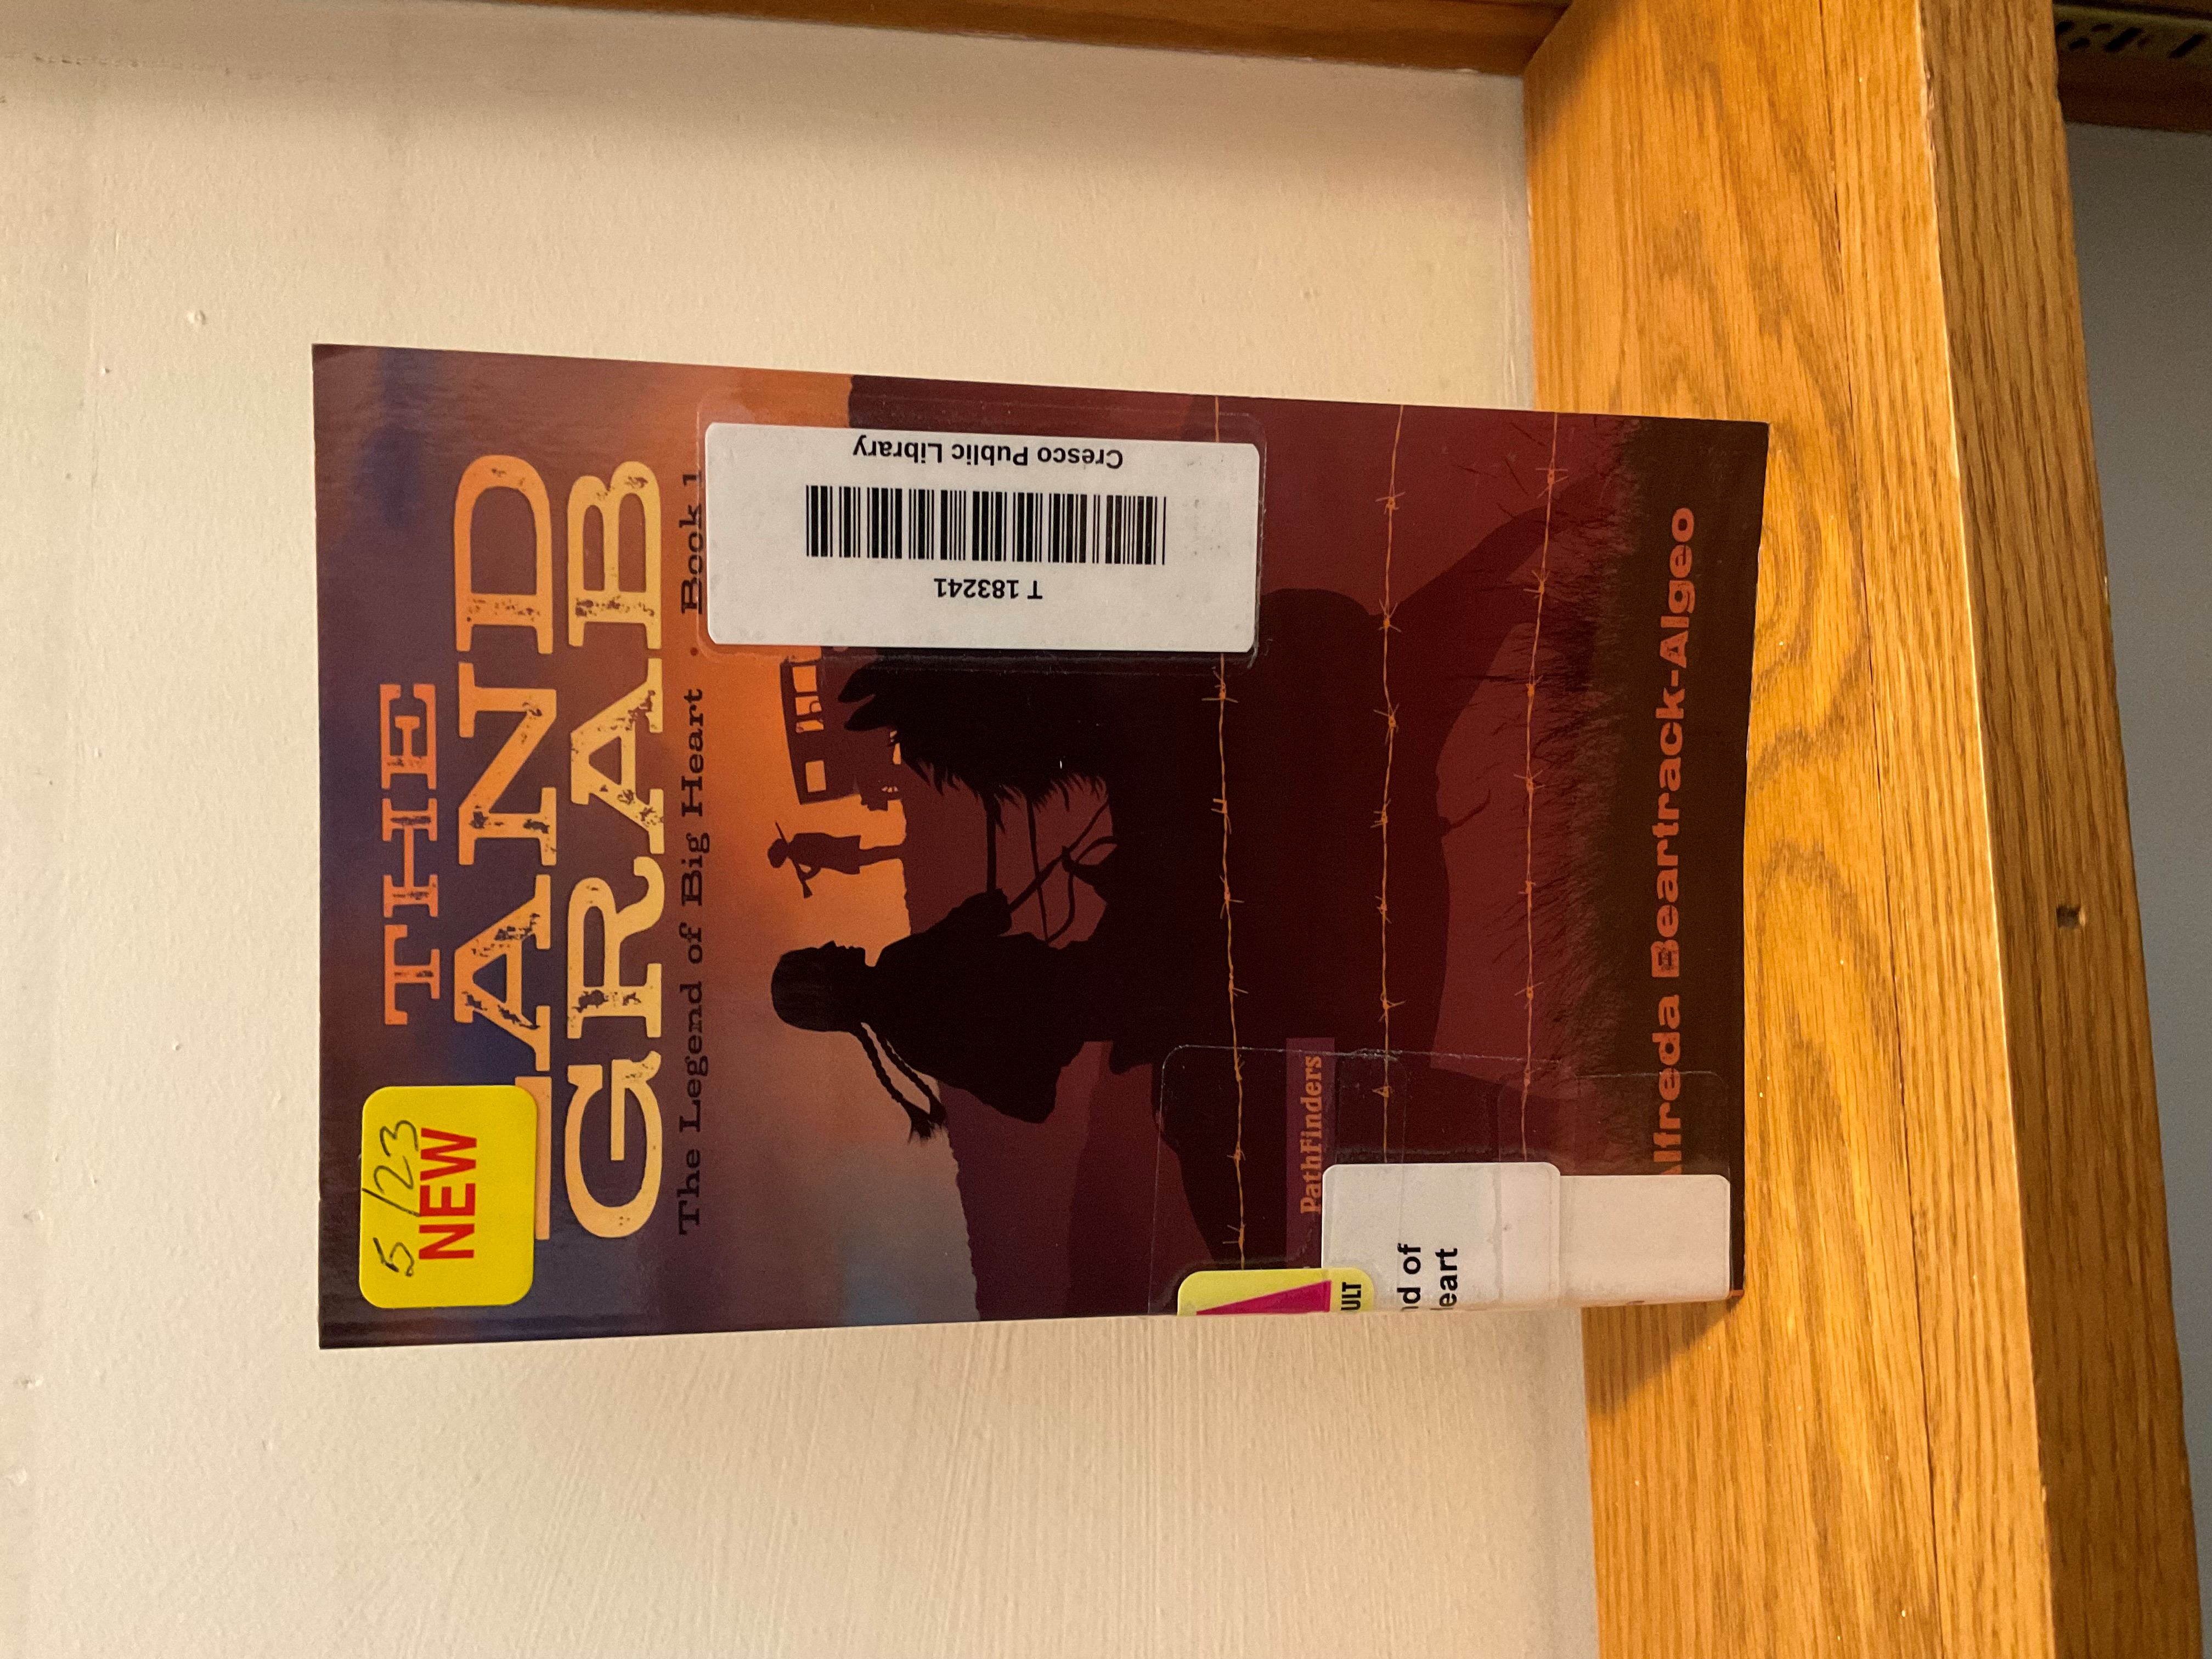 5/23
NEW
THE
LAND
GRAB
The Legend of Big Heart . Book 1
Cresco Public Library
T 183241
PathFinders
ULT
nd of
eart
Alfreda Beartrack-Algeo